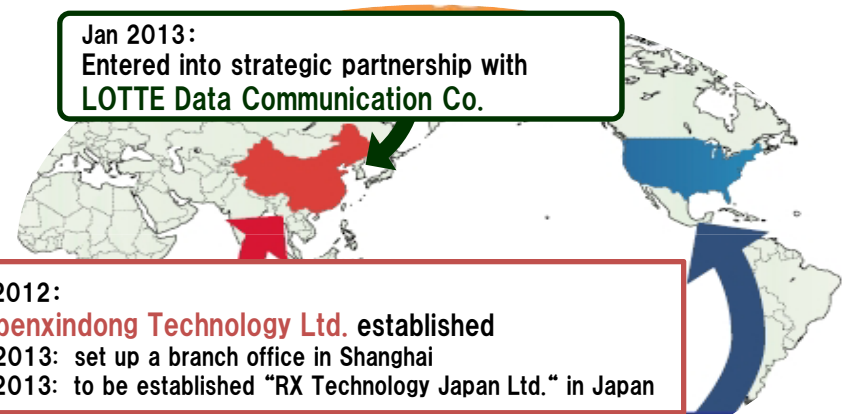 Jan 2013:
Entered into strategic partnership with
LOTTE Data Communication Co.
2012:
benxindong Technology Ltd. established
2013: set up a branch office in Shanghai
2013: to be established “RX Technology Japan Ltd.“ in Japan